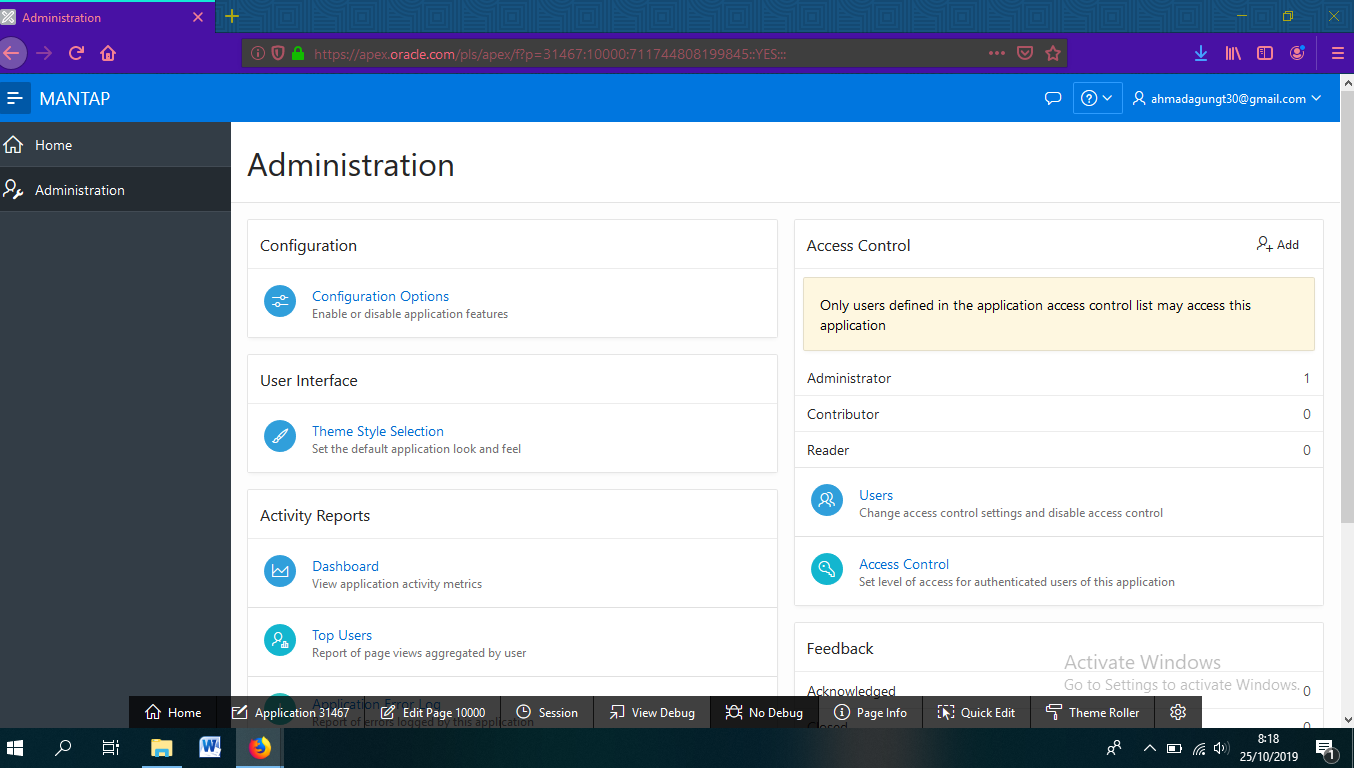 Administration
https://apex.oracle.com/pls/apex/f?p=31467:10000:711744808199845::YES:::
MANTAP
ahmadagungt30@gmail.com
Home
Administration
Administration
Configuration
Configuration Options
Enable or disable application features
User Interface
Theme Style Selection
Set the default application look and feel
Activity Reports
Dashboard
View application activity metrics
Top Users
Report of page views aggregated by user
Application Error Log
Report of errors logged by this application
Access Control
Add
Only users defined in the application access control list may access this
application
Administrator 1
Contributor 0
Reader 0
Users
Change access control settings and disable access control
Access Control
Set level of access for authenticated users of this application
Feedback
Acknowledged 0
Closed 0
Activate Windows
Go to Settings to activate Windows.
Home Application 31467 Edit Page 10000 Session View Debug No Debug Page Info Quick Edit Theme Roller
8:18
25/10/2019
1